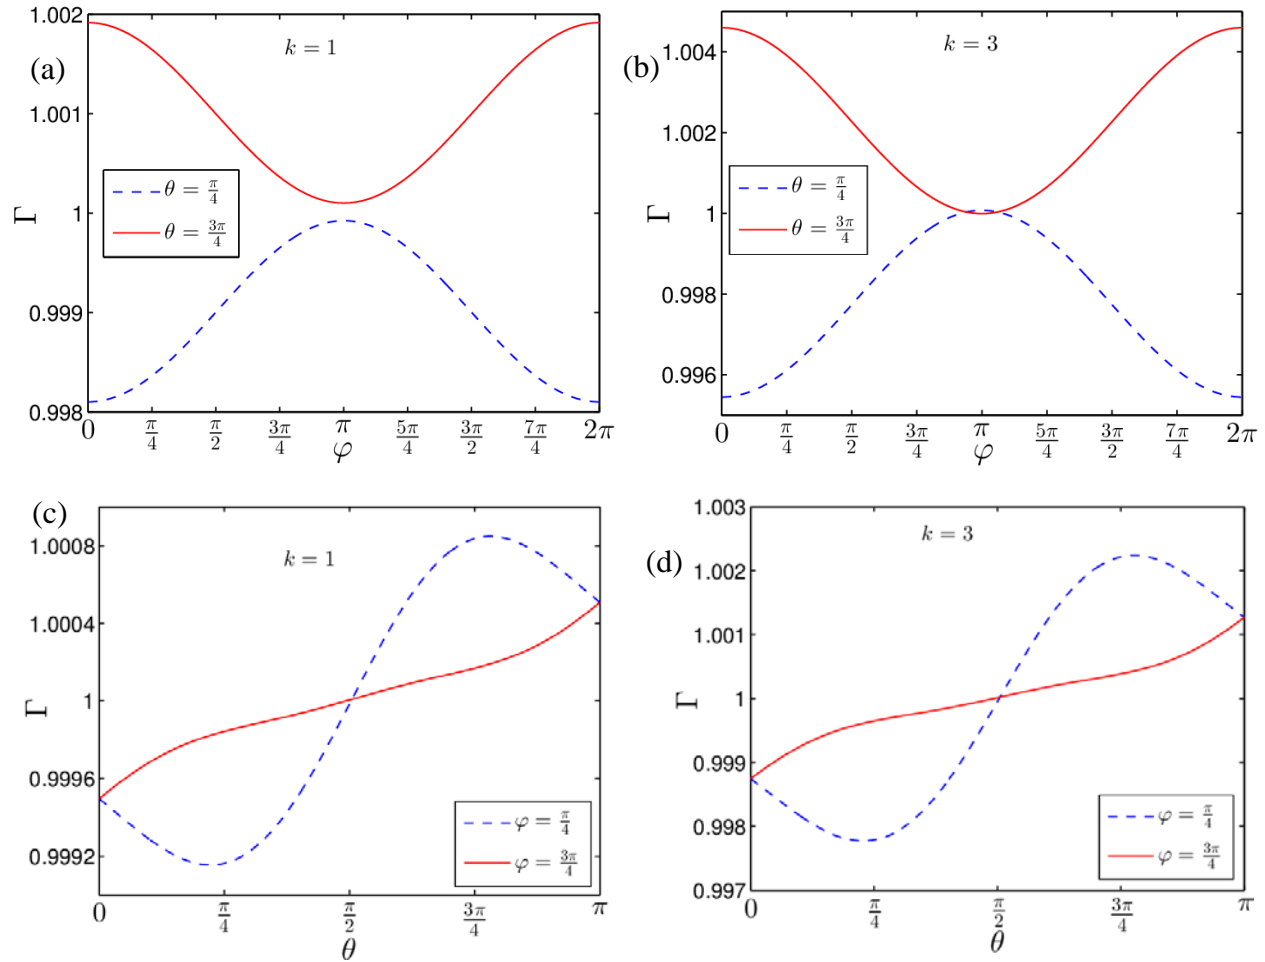 (a)
k = 1
1.002
1.001
1
0.999
0.998
Γ
θ = π/4
θ = 3π/4
0 π/4 π/2 3π/4 π 5π/4 3π/2 7π/4 2π
φ
(b)
k = 3
1.004
1.002
1
0.998
0.996
Γ
θ = π/4
θ = 3π/4
0 π/4 π/2 3π/4 π 5π/4 3π/2 7π/4 2π
φ
(c)
k = 1
1.0008
1.0004
1
0.9996
0.9992
Γ
φ = π/4
φ = 3π/4
0 π/4 π/2 3π/4 π
θ
(d)
k = 3
1.003
1.002
1.001
1
0.999
0.998
0.997
Γ
φ = π/4
φ = 3π/4
0 π/4 π/2 3π/4 π
θ